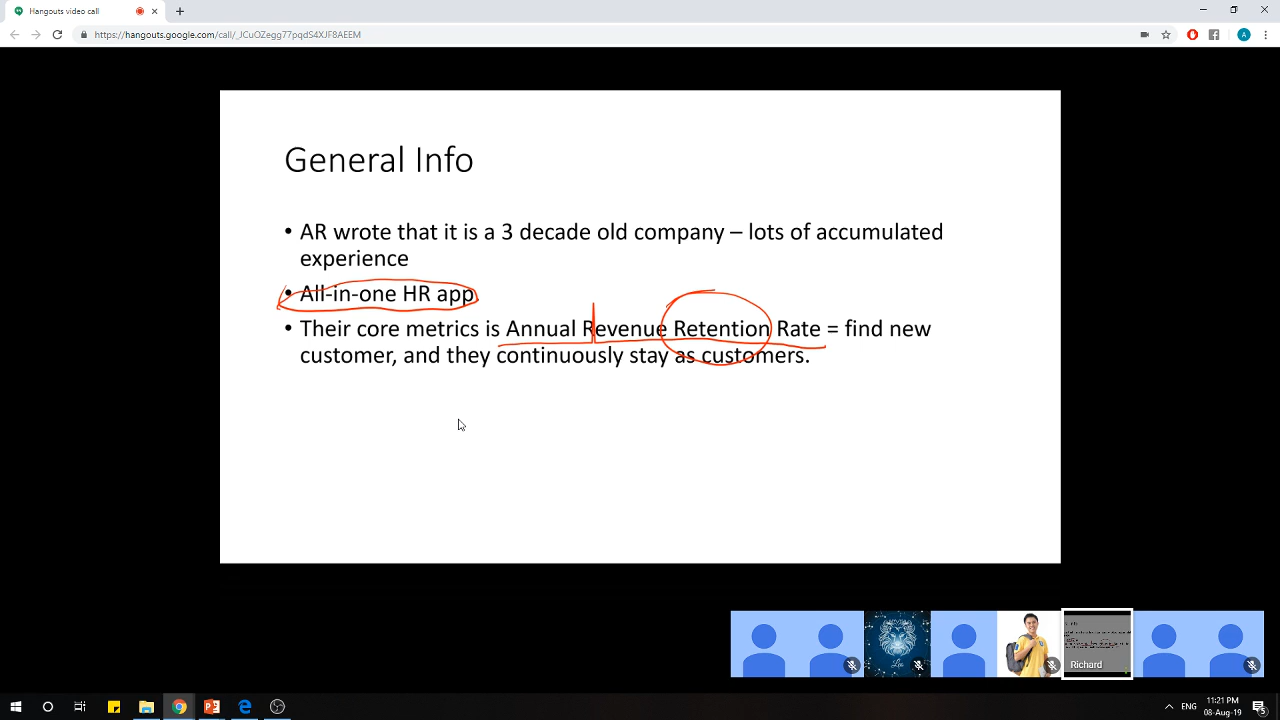 Hangouts video call
https://hangouts.google.com/call/_JCuOZegg77pqdS4XJF8AEEM
A
General Info
• AR wrote that it is a 3 decade old company – lots of accumulated
experience
• All-in-one HR app
• Their core metrics is Annual Revenue Retention Rate = find new
customer, and they continuously stay as customers.
Leo
Richard
ENG
11:21 PM
08-Aug-19